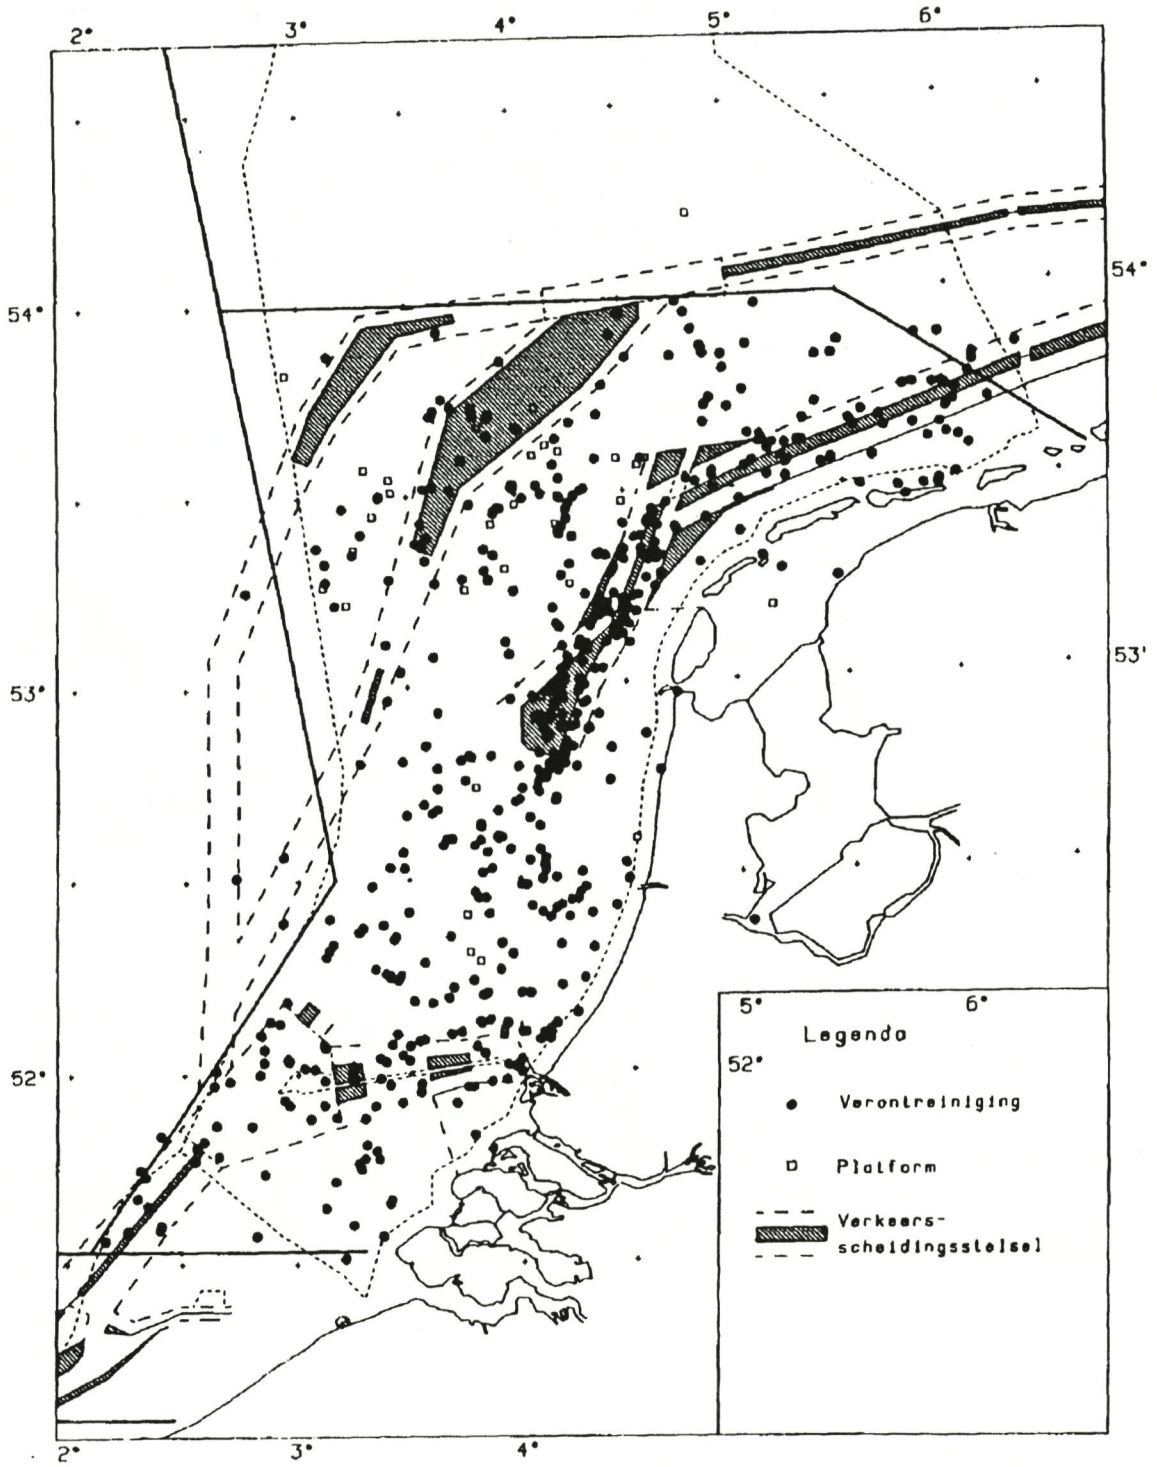 2° 3° 4° 5° 6°
54°
54°
53'
53°
52°
5° 6°
Legenda
52°
Verontreiniging
Platform
Verkeers-
scheidingsstelsel
2° 3° 4°